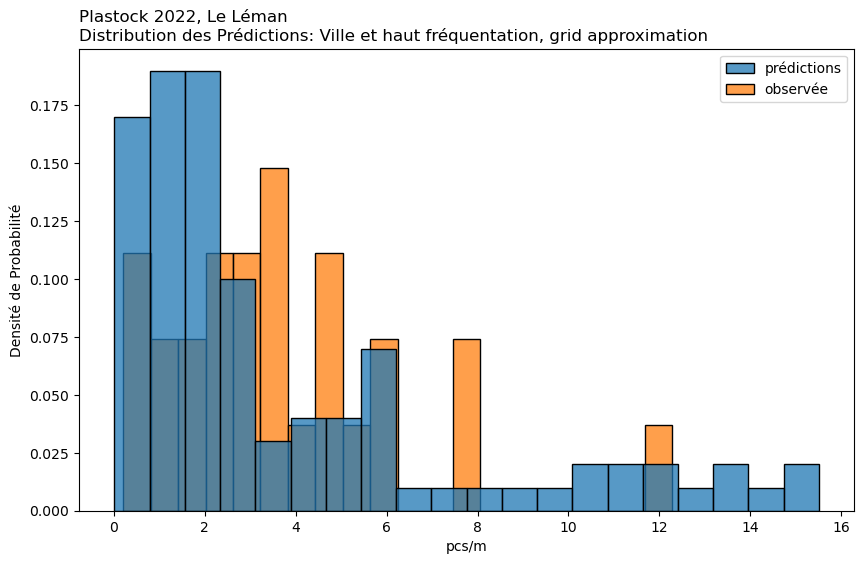 Plastock 2022, Le Léman
Distribution des Prédictions: Ville et haut fréquentation, grid approximation
prédictions
observée
Densité de Probabilité
0.175
0.150
0.125
0.100
0.075
0.050
0.025
0.000
0 2 4 6 8 10 12 14 16
pcs/m